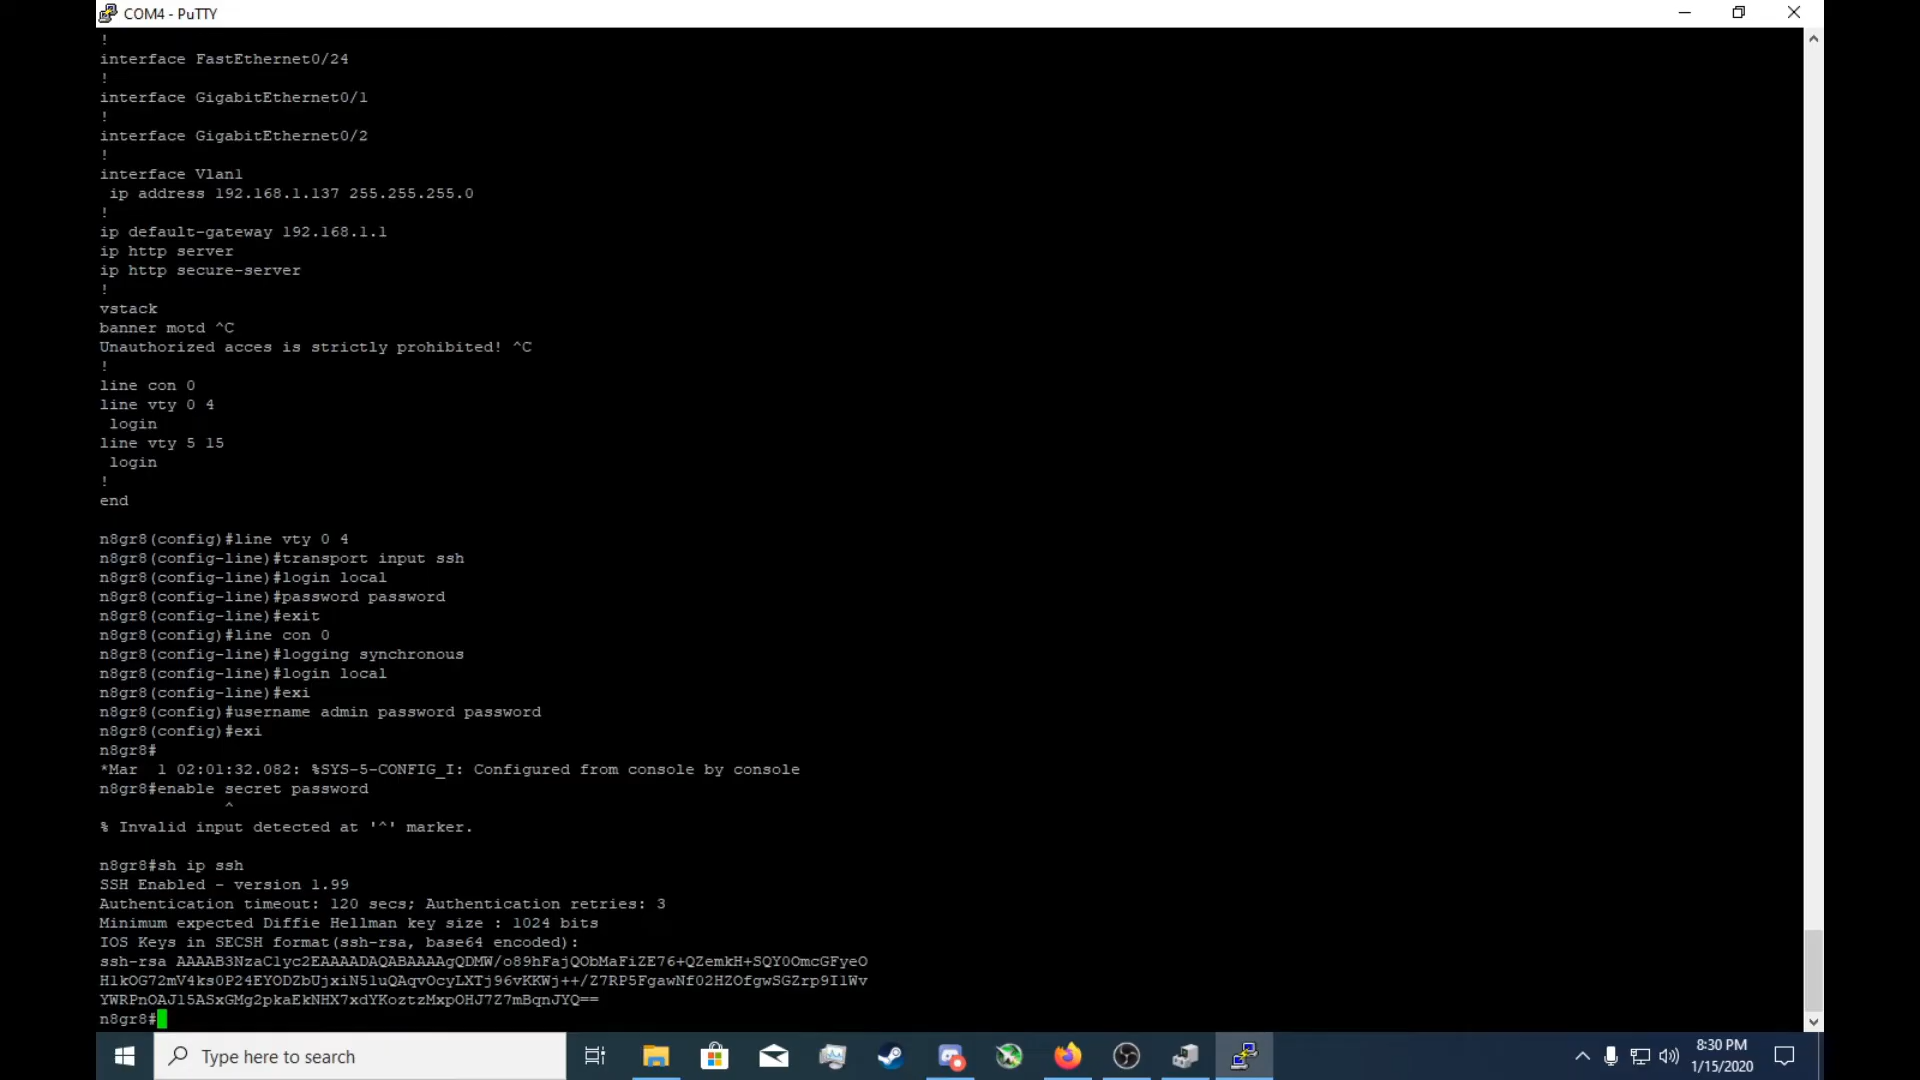 COM4 - PuTTY
!
interface FastEthernet0/24
!
interface GigabitEthernet0/1
!
interface GigabitEthernet0/2
!
interface Vlan1
 ip address 192.168.1.137 255.255.255.0
!
ip default-gateway 192.168.1.1
ip http server
ip http secure-server
!
vstack
banner motd ^C
Unauthorized acces is strictly prohibited! ^C
!
line con 0
line vty 0 4
 login
line vty 5 15
 login
!
end
n8gr8(config)#line vty 0 4
n8gr8(config-line)#transport input ssh
n8gr8(config-line)#login local
n8gr8(config-line)#password password
n8gr8(config-line)#exit
n8gr8(config)#line con 0
n8gr8(config-line)#logging synchronous
n8gr8(config-line)#login local
n8gr8(config-line)#exi
n8gr8(config)#username admin password password
n8gr8(config)#exi
n8gr8#
*Mar  1 02:01:32.082: %SYS-5-CONFIG_I: Configured from console by console
n8gr8#enable secret password
^
% Invalid input detected at '^' marker.
n8gr8#sh ip ssh
SSH Enabled - version 1.99
Authentication timeout: 120 secs; Authentication retries: 3
Minimum expected Diffie Hellman key size : 1024 bits
IOS Keys in SECSH format(ssh-rsa, base64 encoded):
ssh-rsa AAAAB3NzaC1yc2EAAAADAQABAAAAgQDMW/o89hFajQObMaFiZE76+QZemkH+SQY0OmcGFyeO
H1kOG72mV4ks0P24EYODZbUjxiN51uQAqvOcyLXTj96vKKWj++/Z7RP5FgawNf02HZOfgwSGZrp9I1Wv
YWRPnOAJ15ASxGMg2pkaEkNHX7xdYKoztzMxpOHJ7Z7mBqnJYQ==
n8gr8#
Type here to search
8:30 PM
1/15/2020